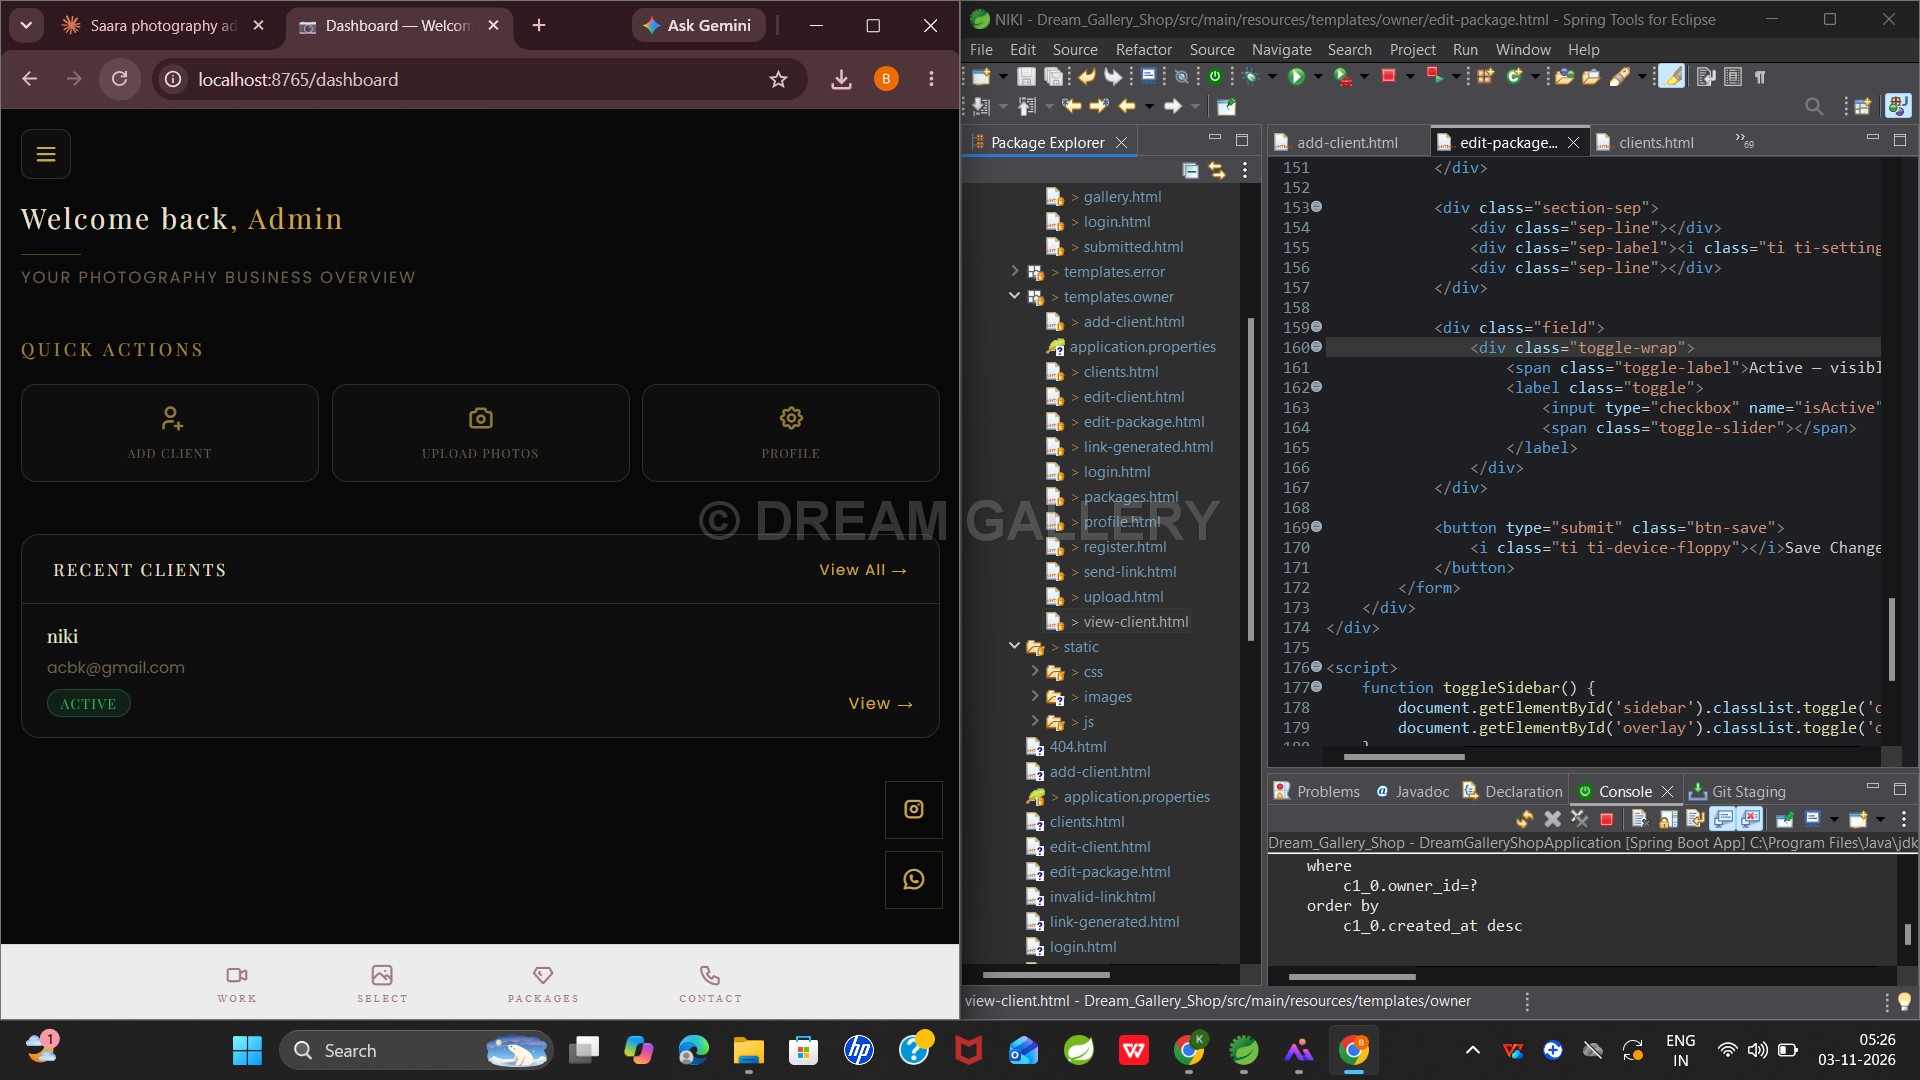 Saara photography ad
Dashboard — Welcon
Ask Gemini
localhost:8765/dashboard
B
Welcome back, Admin
YOUR PHOTOGRAPHY BUSINESS OVERVIEW
QUICK ACTIONS
ADD CLIENT
UPLOAD PHOTOS
PROFILE
RECENT CLIENTS
View All →
niki
acbk@gmail.com
ACTIVE
View →
WORK
SELECT
PACKAGES
CONTACT
© DREAM GALLERY
NIKI - Dream_Gallery_Shop/src/main/resources/templates/owner/edit-package.html - Spring Tools for Eclipse
File Edit Source Refactor Source Navigate Search Project Run Window Help
Package Explorer
> gallery.html
> login.html
> submitted.html
> templates.error
> templates.owner
> add-client.html
application.properties
> clients.html
> edit-client.html
> edit-package.html
> link-generated.html
> login.html
> packages.html
> profile.html
> register.html
> send-link.html
> upload.html
> view-client.html
> static
> css
> images
> js
404.html
add-client.html
> application.properties
clients.html
edit-client.html
edit-package.html
invalid-link.html
link-generated.html
login.html
add-client.html
edit-package...
clients.html
»69
151 </div>
152
153 <div class="section-sep">
154 <div class="sep-line"></div>
155 <div class="sep-label"><i class="ti ti-setting
156 <div class="sep-line"></div>
157 </div>
158
159 <div class="field">
160 <div class="toggle-wrap">
161 <span class="toggle-label">Active — visibl
162 <label class="toggle">
163 <input type="checkbox" name="isActive"
164 <span class="toggle-slider"></span>
165 </label>
166 </div>
167 </div>
168
169 <button type="submit" class="btn-save">
170 <i class="ti ti-device-floppy"></i>Save Change
171 </button>
172 </form>
173 </div>
174 </div>
175
176 <script>
177 function toggleSidebar() {
178 document.getElementById('sidebar').classList.toggle('
179 document.getElementById('overlay').classList.toggle('
Problems
Javadoc
Declaration
Console
Git Staging
Dream_Gallery_Shop - DreamGalleryShopApplication [Spring Boot App] C:\Program Files\Java\jdk
where
c1_0.owner_id=?
order by
c1_0.created_at desc
view-client.html - Dream_Gallery_Shop/src/main/resources/templates/owner
1
Search
hp
K
B
ENG
IN
05:26
03-11-2026